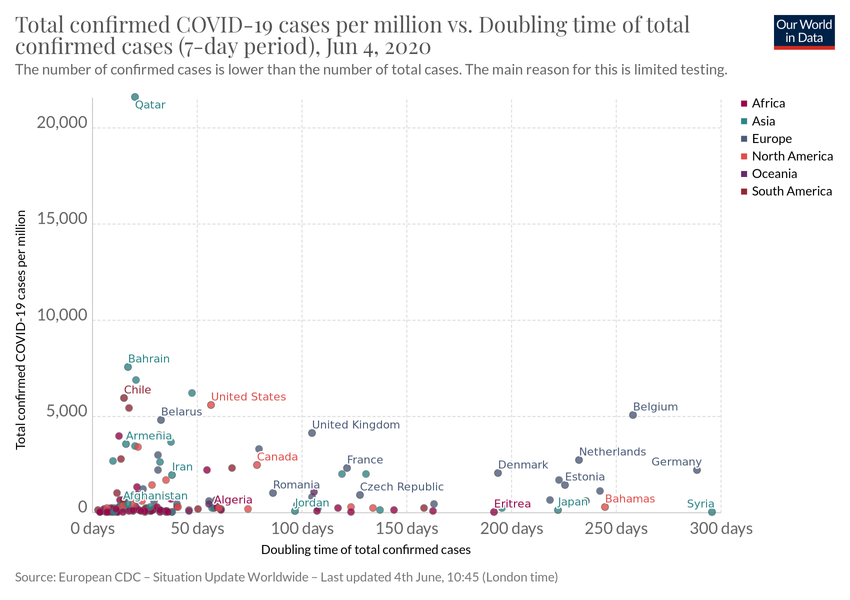 Total confirmed COVID-19 cases per million vs. Doubling time of total
confirmed cases (7-day period), Jun 4, 2020
Our World
in Data
The number of confirmed cases is lower than the number of total cases. The main reason for this is limited testing.
Qatar
Africa
Asia
Europe
North America
Oceania
South America
20,000
15,000
10,000
5,000
0
Total confirmed COVID-19 cases per million
Bahrain
Chile
United States
Belarus
Belgium
United Kingdom
Armenia
Canada
France
Netherlands
Iran
Denmark
Germany
Estonia
Romania
Czech Republic
Afghanistan
Algeria
Jordan
Eritrea
Japan
Bahamas
Syria
0 days
50 days
100 days
150 days
200 days
250 days
300 days
Doubling time of total confirmed cases
Source: European CDC – Situation Update Worldwide – Last updated 4th June, 10:45 (London time)